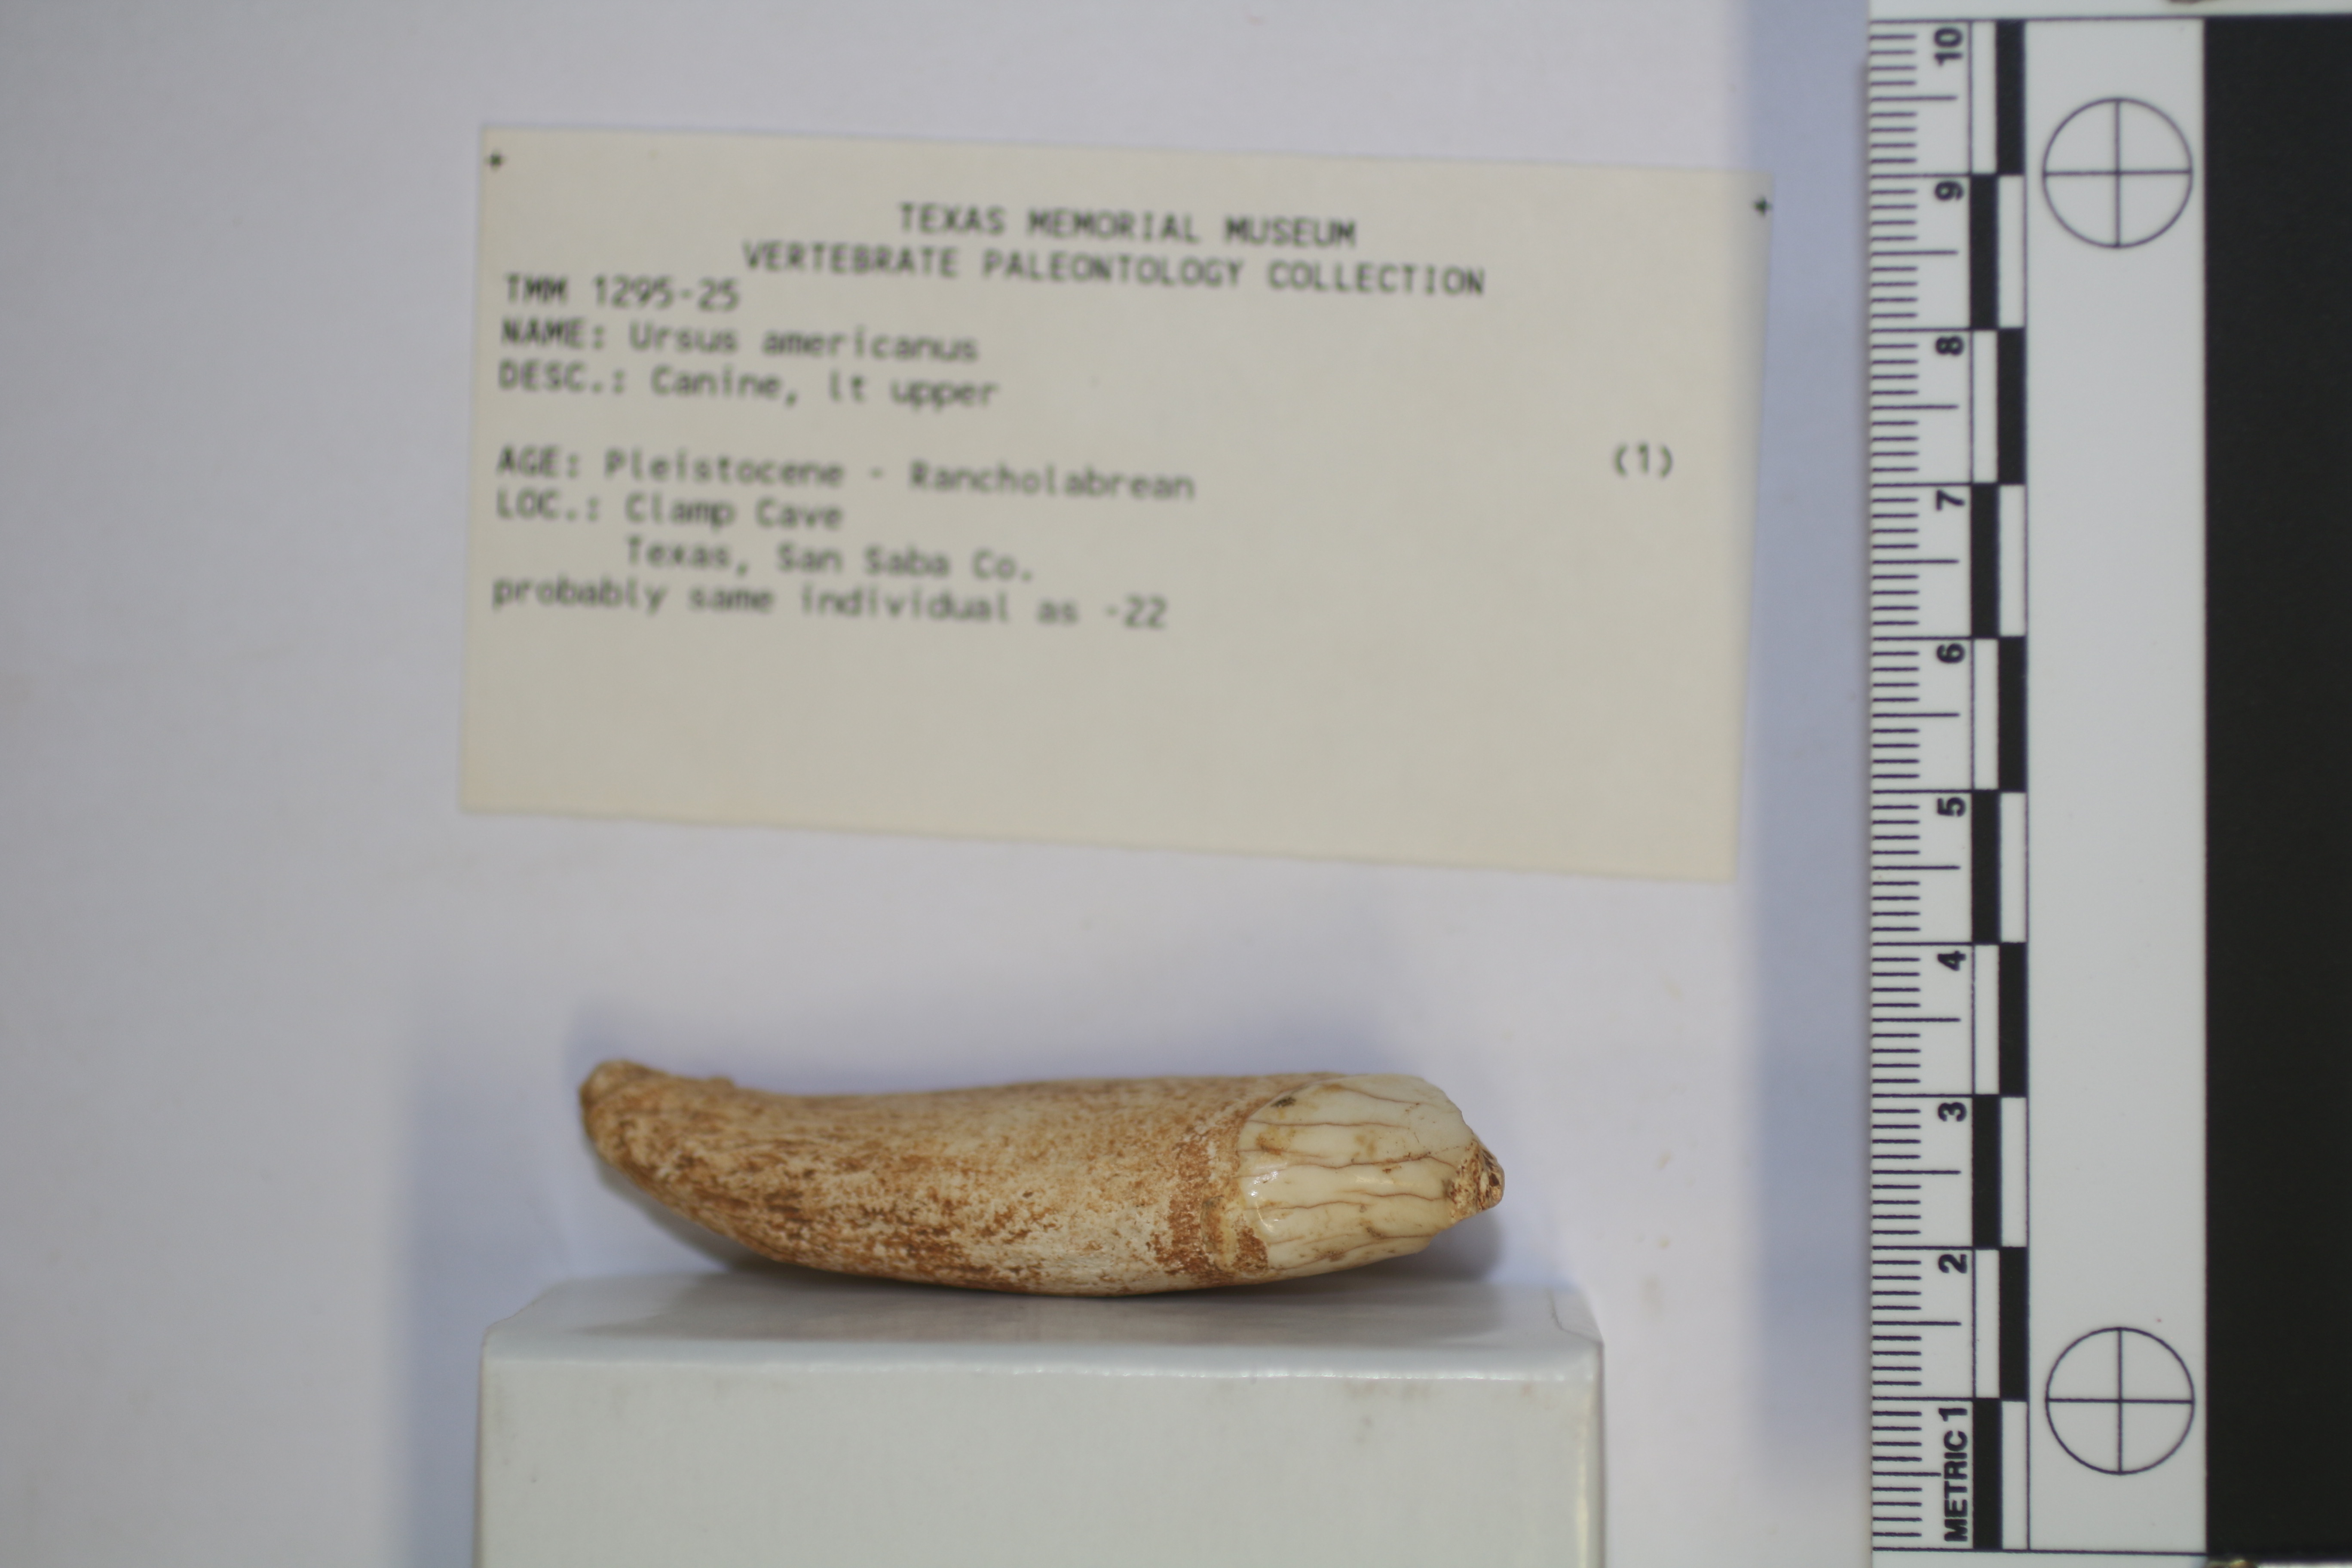 TEXAS MEMORIAL MUSEUM
VERTEBRATE PALEONTOLOGY COLLECTION
TMM 1295-25
NAME: Ursus americanus
DESC.: Canine, lt upper
(1)
AGE: Pleistocene - Rancholabrean
LOC.: Clamp Cave
Texas, San Saba Co.
probably same individual as -22
10
9
8
7
6
5
4
3
2
METRIC 1